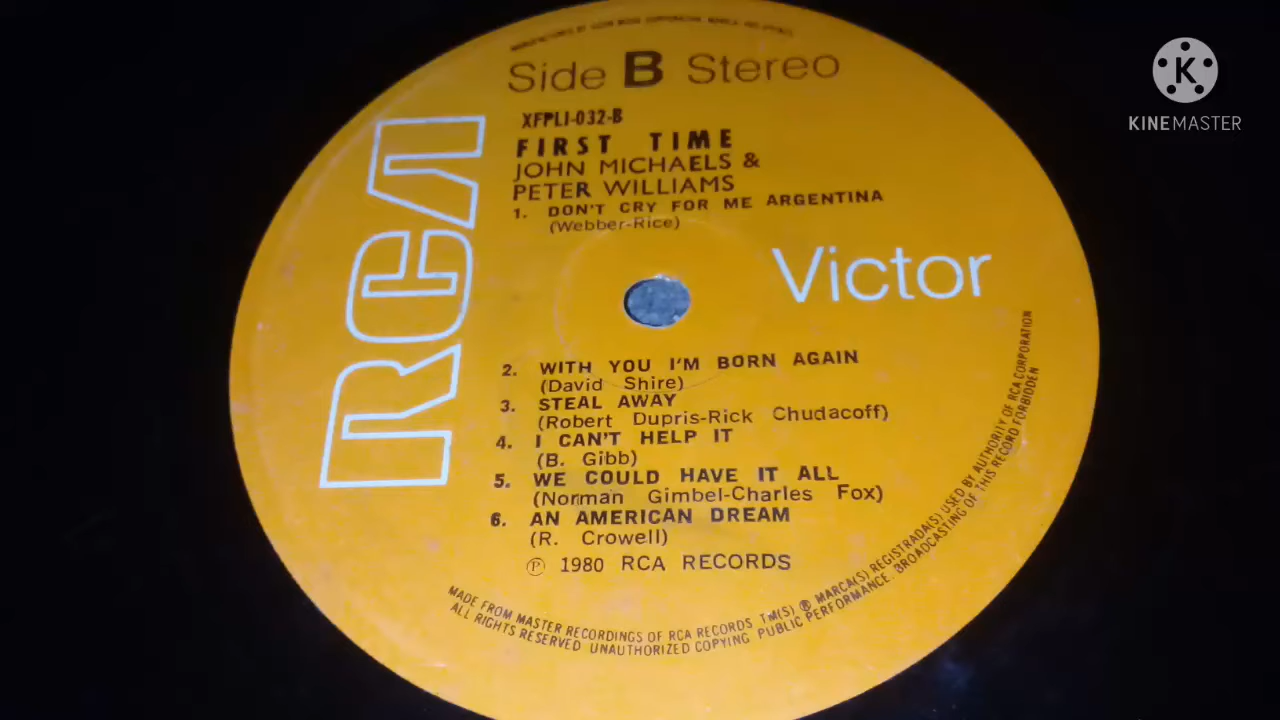 Side B Stereo
XFPL1-032-B
FIRST TIME
JOHN MICHAELS &
PETER WILLIAMS
1. DON'T CRY FOR ME ARGENTINA
(Webber-Rice)
RCA
Victor
2. WITH YOU I'M BORN AGAIN
(David Shire)
3. STEAL AWAY
(Robert Dupris-Rick Chudacoff)
4. I CAN'T HELP IT
(B. Gibb)
5. WE COULD HAVE IT ALL
(Norman Gimbel-Charles Fox)
6. AN AMERICAN DREAM
(R. Crowell)
℗ 1980 RCA RECORDS
MADE FROM MASTER RECORDINGS OF RCA RECORDS TM(S) ® MARCA(S) REGISTRADA(S) USED BY AUTHORITY OF RCA CORPORATION
ALL RIGHTS RESERVED UNAUTHORIZED COPYING PUBLIC PERFORMANCE. BROADCASTING OF THIS RECORD FORBIDDEN
K
KINEMASTER